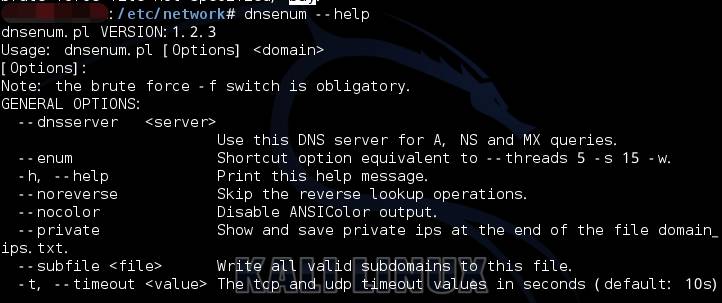 :/etc/network# dnsenum --help
dnsenum.pl VERSION:1.2.3
Usage: dnsenum.pl [Options] <domain>
[Options]:
Note: the brute force -f switch is obligatory.
GENERAL OPTIONS:
--dnsserver <server>
Use this DNS server for A, NS and MX queries.
--enum Shortcut option equivalent to --threads 5 -s 15 -w.
-h, --help Print this help message.
--noreverse Skip the reverse lookup operations.
--nocolor Disable ANSIColor output.
--private Show and save private ips at the end of the file domain_
ips.txt.
--subfile <file> Write all valid subdomains to this file.
-t, --timeout <value> The tcp and udp timeout values in seconds (default: 10s)
KALI LINUX